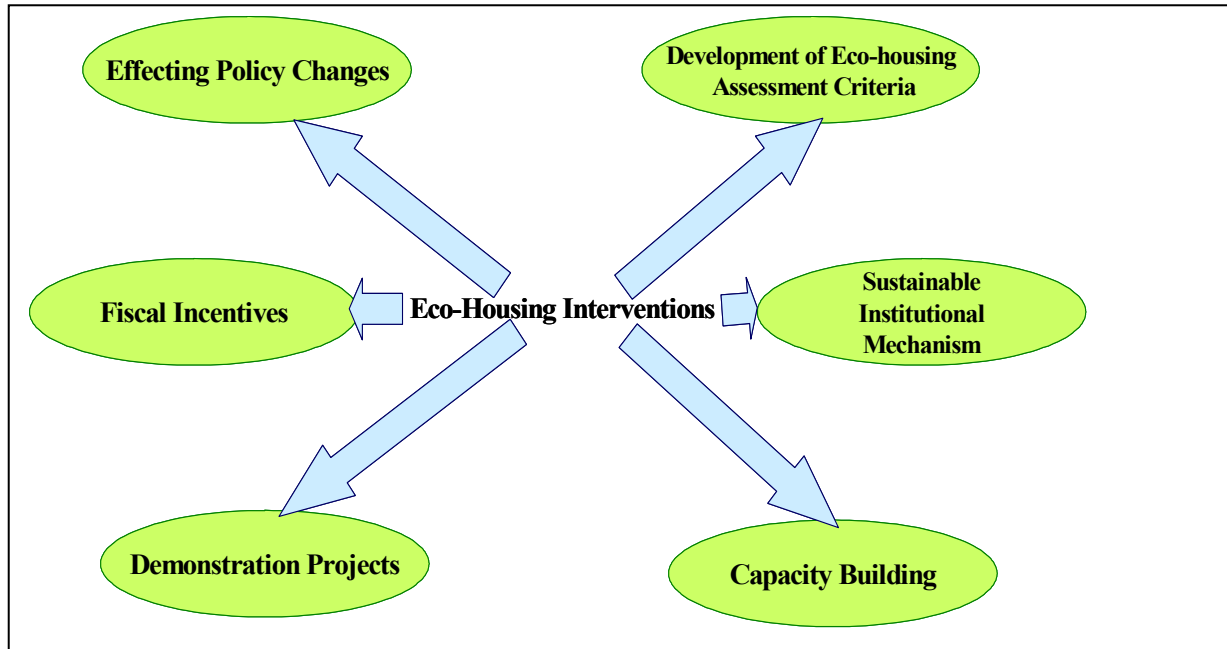 Effecting Policy Changes
Development of Eco-housing
Assessment Criteria
Fiscal Incentives
Eco-Housing Interventions
Sustainable
Institutional
Mechanism
Demonstration Projects
Capacity Building